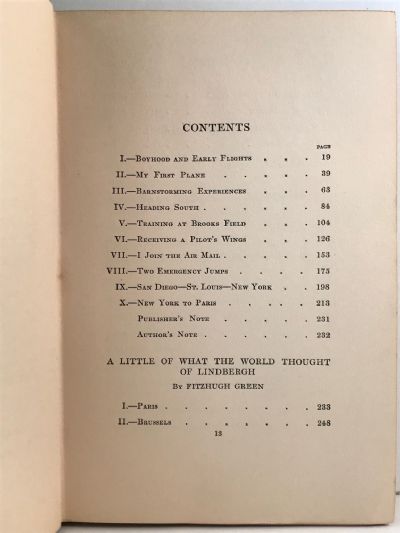 CONTENTS
PAGE
I.—Boyhood and Early Flights . . . 19
II.—My First Plane . . . . . 39
III.—Barnstorming Experiences . . . 63
IV.—Heading South . . . . . . 84
V.—Training at Brooks Field . . . 104
VI.—Receiving a Pilot's Wings . . . 126
VII.—I Join the Air Mail . . . . . 153
VIII.—Two Emergency Jumps . . . . 175
IX.—San Diego—St. Louis—New York . . 198
X.—New York to Paris . . . . . 213
Publisher's Note . . . . 231
Author's Note . . . . . 232
A LITTLE OF WHAT THE WORLD THOUGHT
OF LINDBERGH
By FITZHUGH GREEN
I.—Paris . . . . . . . . 233
II.—Brussels . . . . . . . 248
13